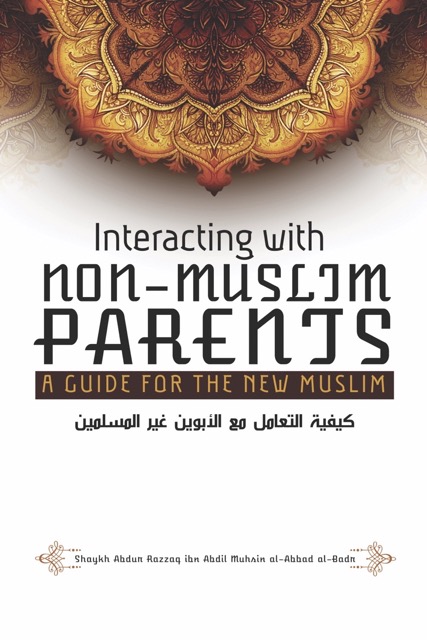 Interacting with
NON-MUSLIM
PARENTS
A GUIDE FOR THE NEW MUSLIM
كيفية التعامل مع الأبوين غير المسلمين
Shaykh Abdur Razzaq ibn Abdil Muhsin al-Abbad al-Badr